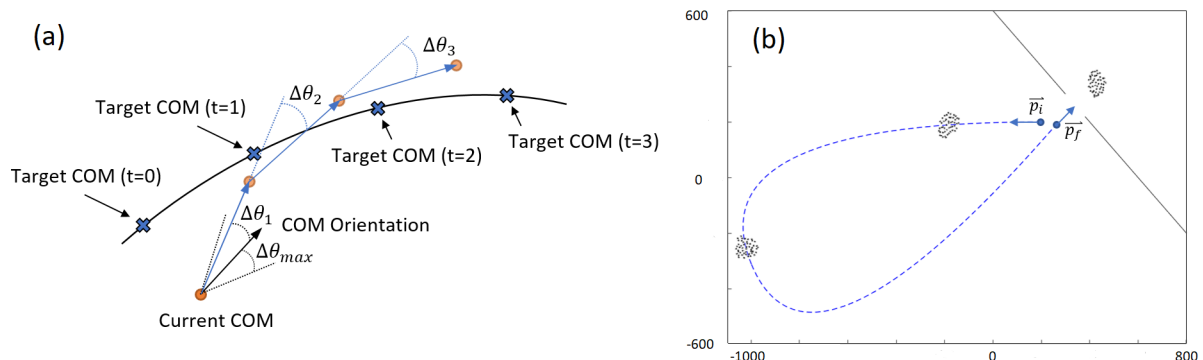 (a)
Δθ₃
Δθ₂
Target COM (t=1)
Target COM (t=2)
Target COM (t=3)
Target COM (t=0)
Δθ₁
COM Orientation
Δθₘₐₓ
Current COM
(b)
600
0
-600
-1000
0
800
p⃗ᵢ
p⃗_f